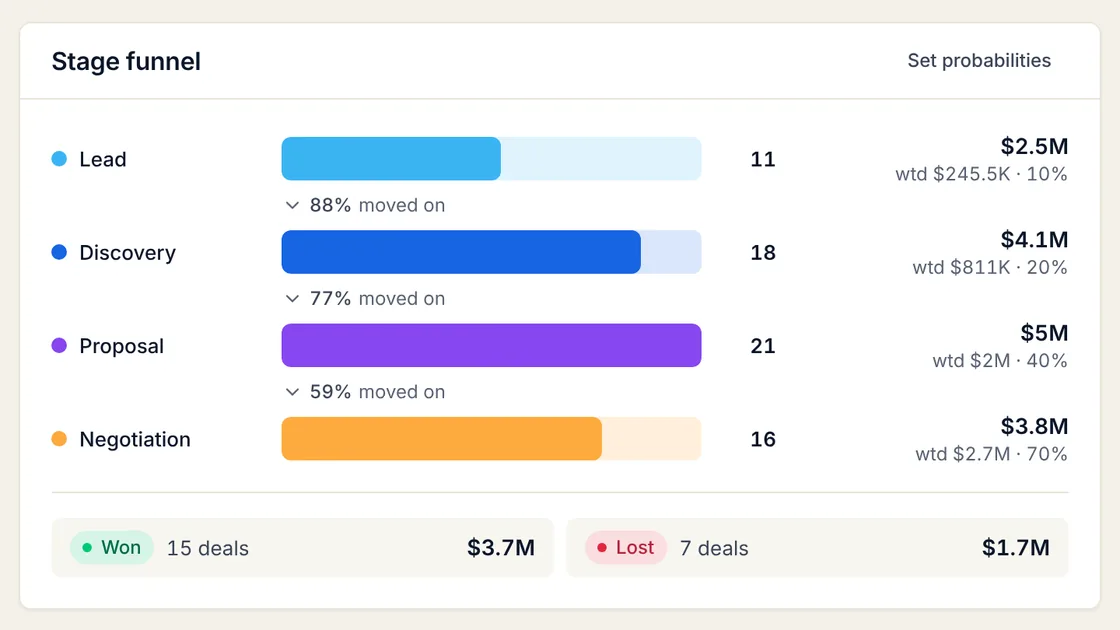 Stage funnel
Set probabilities
Lead
11
$2.5M
wtd $245.5K · 10%
88% moved on
Discovery
18
$4.1M
wtd $811K · 20%
77% moved on
Proposal
21
$5M
wtd $2M · 40%
59% moved on
Negotiation
16
$3.8M
wtd $2.7M · 70%
Won 15 deals $3.7M
Lost 7 deals $1.7M